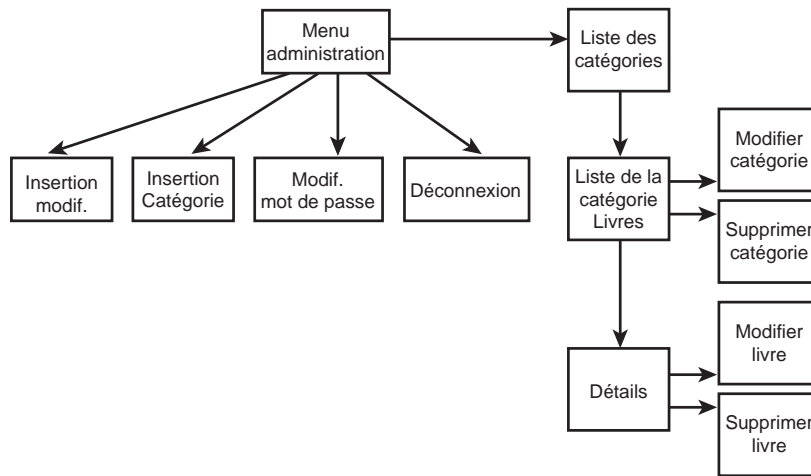 Menu
administration
Liste des
catégories
Insertion
modif.
Insertion
Catégorie
Modif.
mot de passe
Déconnexion
Liste de la
catégorie
Livres
Modifier
catégorie
Supprimer
catégorie
Détails
Modifier
livre
Supprimer
livre